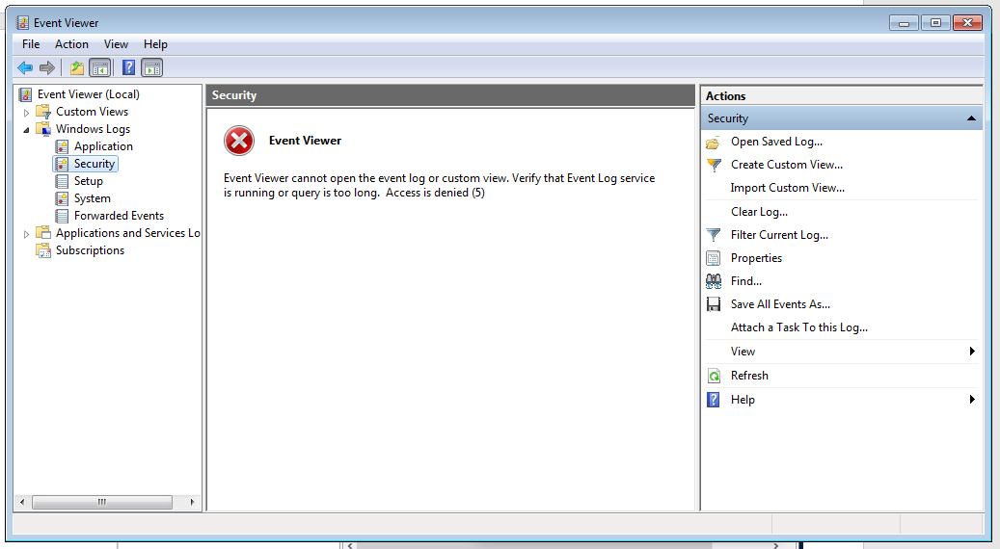 Event Viewer
File Action View Help
Event Viewer (Local)
Custom Views
Windows Logs
Application
Security
Setup
System
Forwarded Events
Applications and Services Lo
Subscriptions
Security
Event Viewer
Event Viewer cannot open the event log or custom view. Verify that Event Log service
is running or query is too long.  Access is denied (5)
Actions
Security
Open Saved Log...
Create Custom View...
Import Custom View...
Clear Log...
Filter Current Log...
Properties
Find...
Save All Events As...
Attach a Task To this Log...
View
Refresh
Help